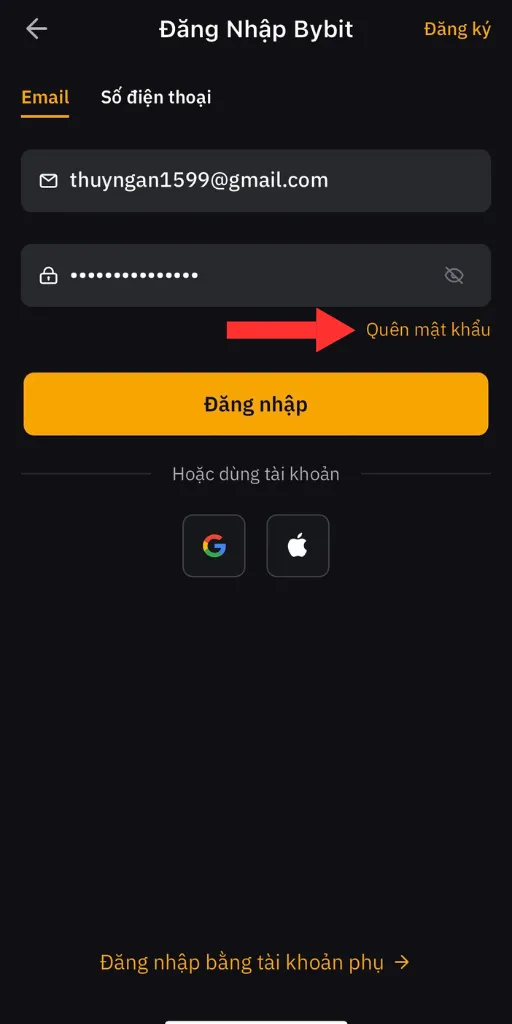 Đăng Nhập Bybit
Đăng ký
Email
Số điện thoại
thuyngan1599@gmail.com
•••••••••••••••
Quên mật khẩu
Đăng nhập
Hoặc dùng tài khoản
Đăng nhập bằng tài khoản phụ →